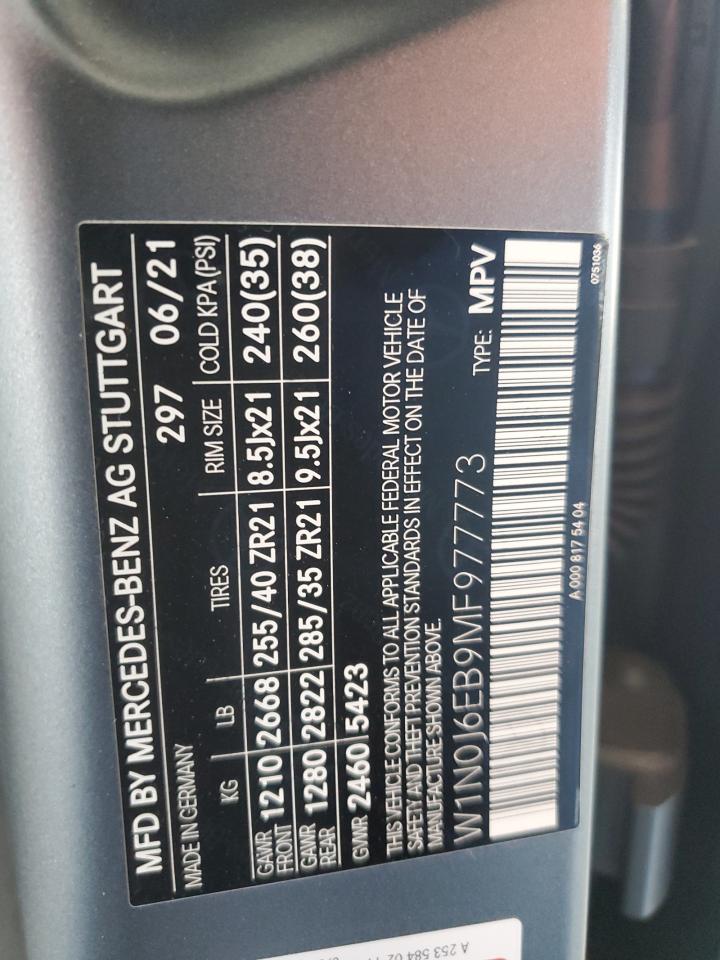 MFD BY MERCEDES-BENZ AG STUTTGART
297 06/21
MADE IN GERMANY
KG LB TIRES RIM SIZE COLD KPA(PSI)
GAWR FRONT 1210 2668 255/40 ZR21 8.5Jx21 240(35)
GAWR REAR 1280 2822 285/35 ZR21 9.5Jx21 260(38)
GVWR 2460 5423
THIS VEHICLE CONFORMS TO ALL APPLICABLE FEDERAL MOTOR VEHICLE
SAFETY AND THEFT PREVENTION STANDARDS IN EFFECT ON THE DATE OF
MANUFACTURE SHOWN ABOVE.
W1N0J6EB9MF977773 TYPE: MPV
A 000 817 54 04
0751036
A 253 584 02